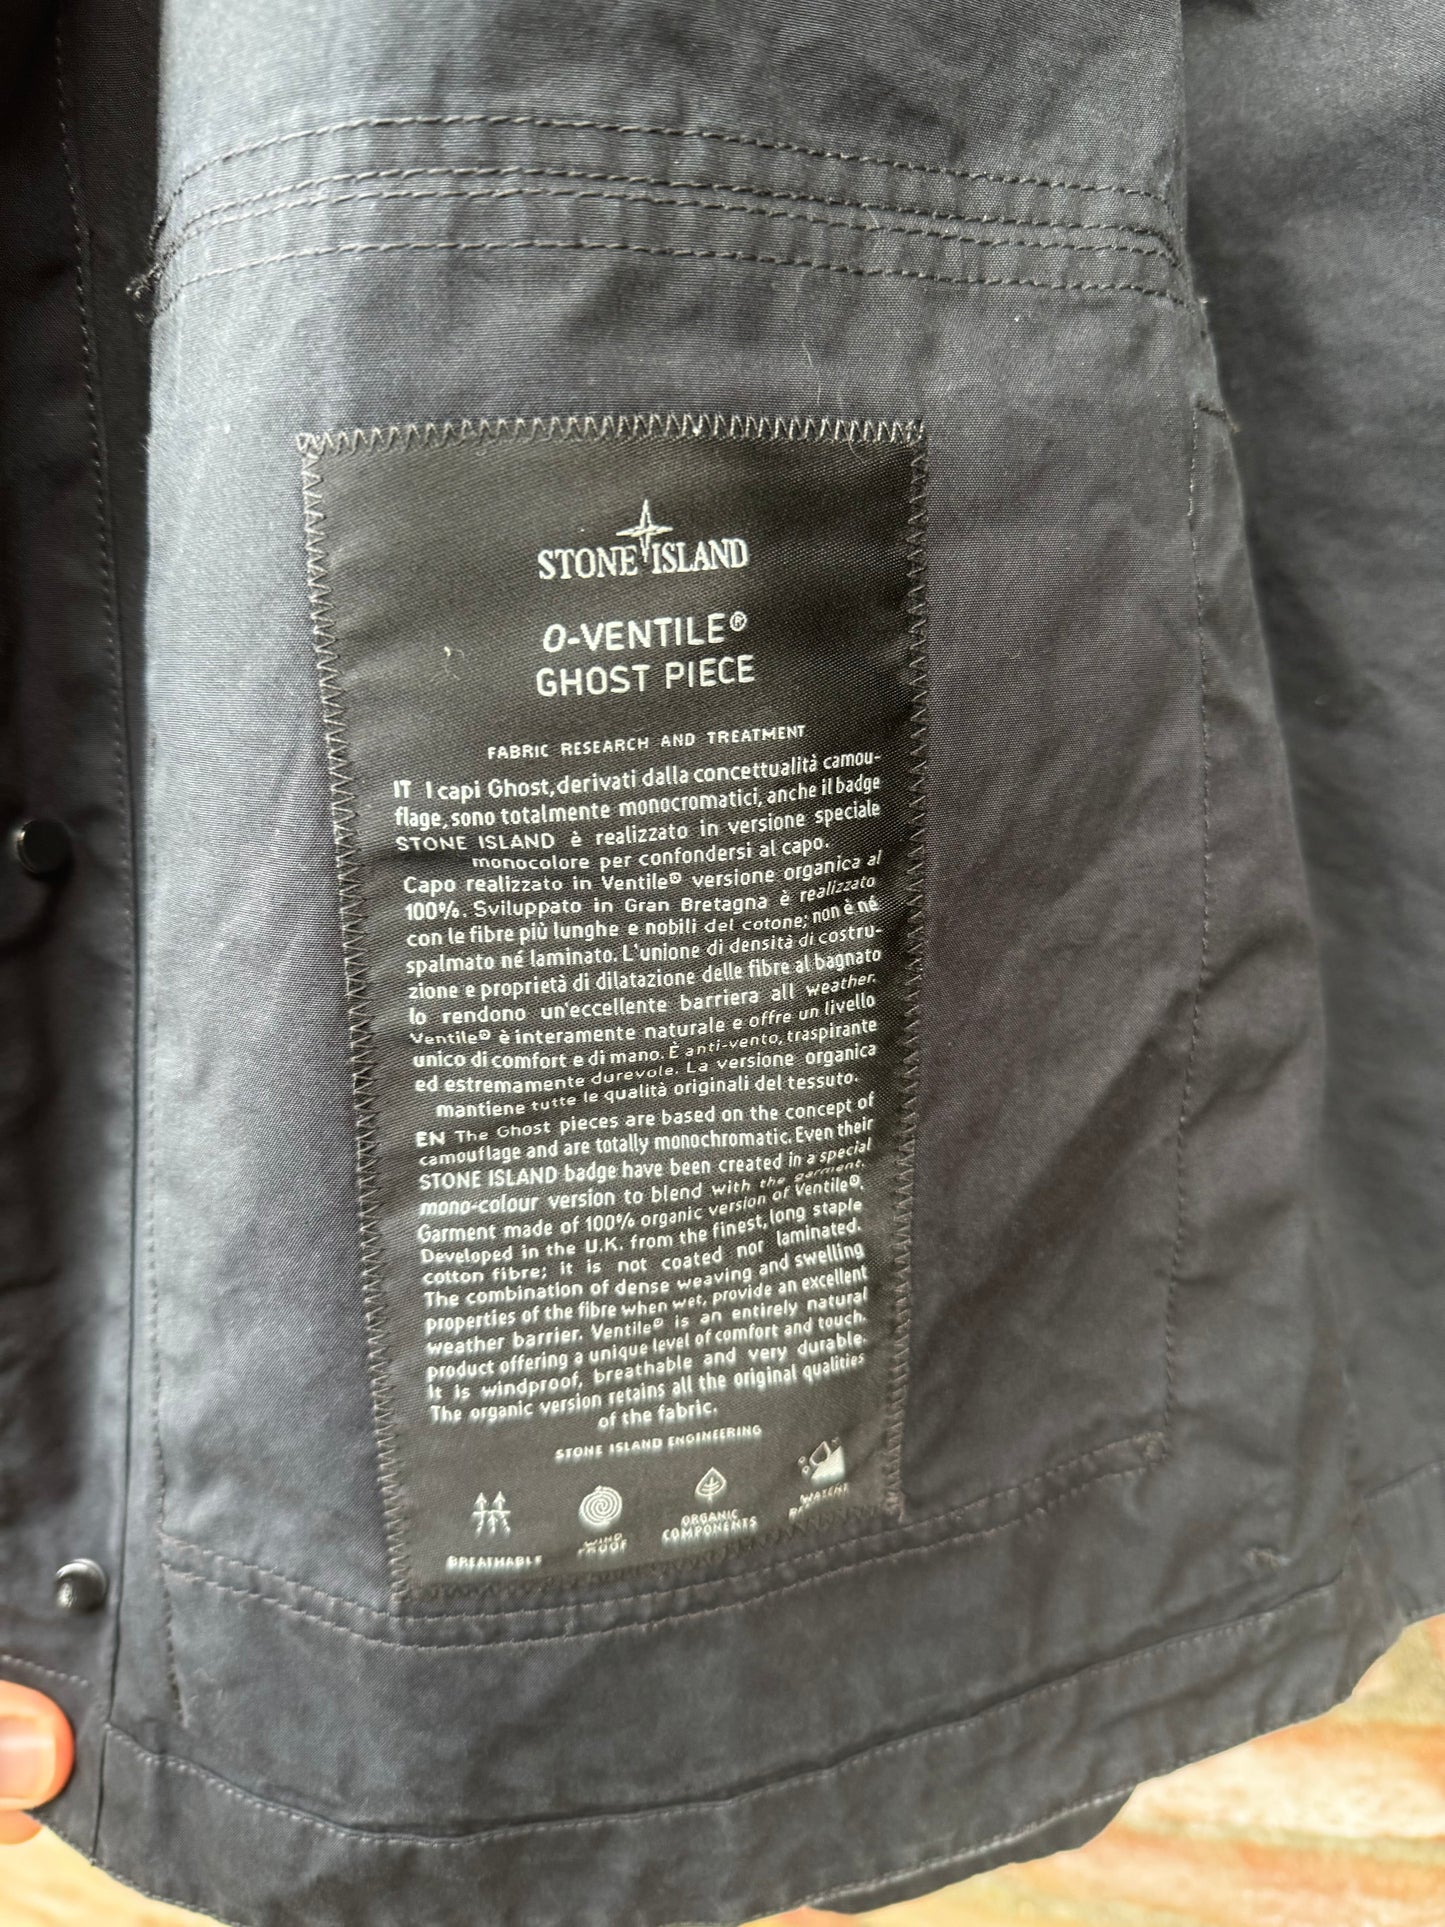 STONE ISLAND
O-VENTILE®
GHOST PIECE
FABRIC RESEARCH AND TREATMENT
IT I capi Ghost, derivati dalla concettualità camou-
flage, sono totalmente monocromatici, anche il badge
STONE ISLAND è realizzato in versione speciale
monocolore per confondersi al capo.
Capo realizzato in Ventile® versione organica al
100%. Sviluppato in Gran Bretagna è realizzato
con le fibre più lunghe e nobili del cotone; non è né
spalmato né laminato. L'unione di densità di costru-
zione e proprietà di dilatazione delle fibre al bagnato
lo rendono un'eccellente barriera all weather.
Ventile® è interamente naturale e offre un livello
unico di comfort e di mano. È anti-vento, traspirante
ed estremamente durevole. La versione organica
mantiene tutte le qualità originali del tessuto.
EN The Ghost pieces are based on the concept of
camouflage and are totally monochromatic. Even their
STONE ISLAND badge have been created in a special
mono-colour version to blend with the garment.
Garment made of 100% organic version of Ventile®.
Developed in the U.K. from the finest, long staple
cotton fibre; it is not coated nor laminated.
The combination of dense weaving and swelling
properties of the fibre when wet, provide an excellent
weather barrier. Ventile® is an entirely natural
product offering a unique level of comfort and touch.
It is windproof, breathable and very durable.
The organic version retains all the original qualities
of the fabric.
STONE ISLAND ENGINEERING
BREATHABLE
WIND
PROOF
ORGANIC
COMPONENTS